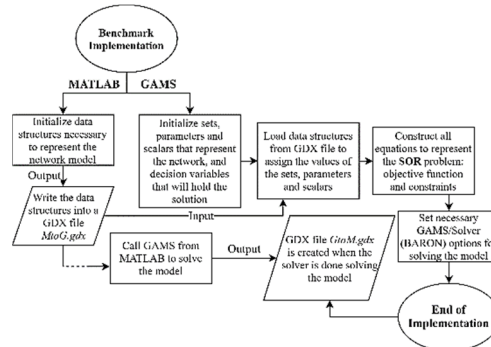 Benchmark
Implementation
MATLAB
GAMS
Initialize data
structures necessary
to represent the
network model
Initialize sets,
parameters and
scalars that represent
the network, and
decision variables
that will hold the
solution
Load data structures
from GDX file to
assign the values of
the sets, parameters
and scalars
Construct all
equations to represent
the SOR problem:
objective function
and constraints
Output
Write the data
structures into a
GDX file
MtoG.gdx
Input
Set necessary
GAMS/Solver
(BARON) options for
solving the model
Call GAMS from
MATLAB to solve
the model
Output
GDX file GtoM.gdx
is created when the
solver is done solving
the model
End of
Implementation